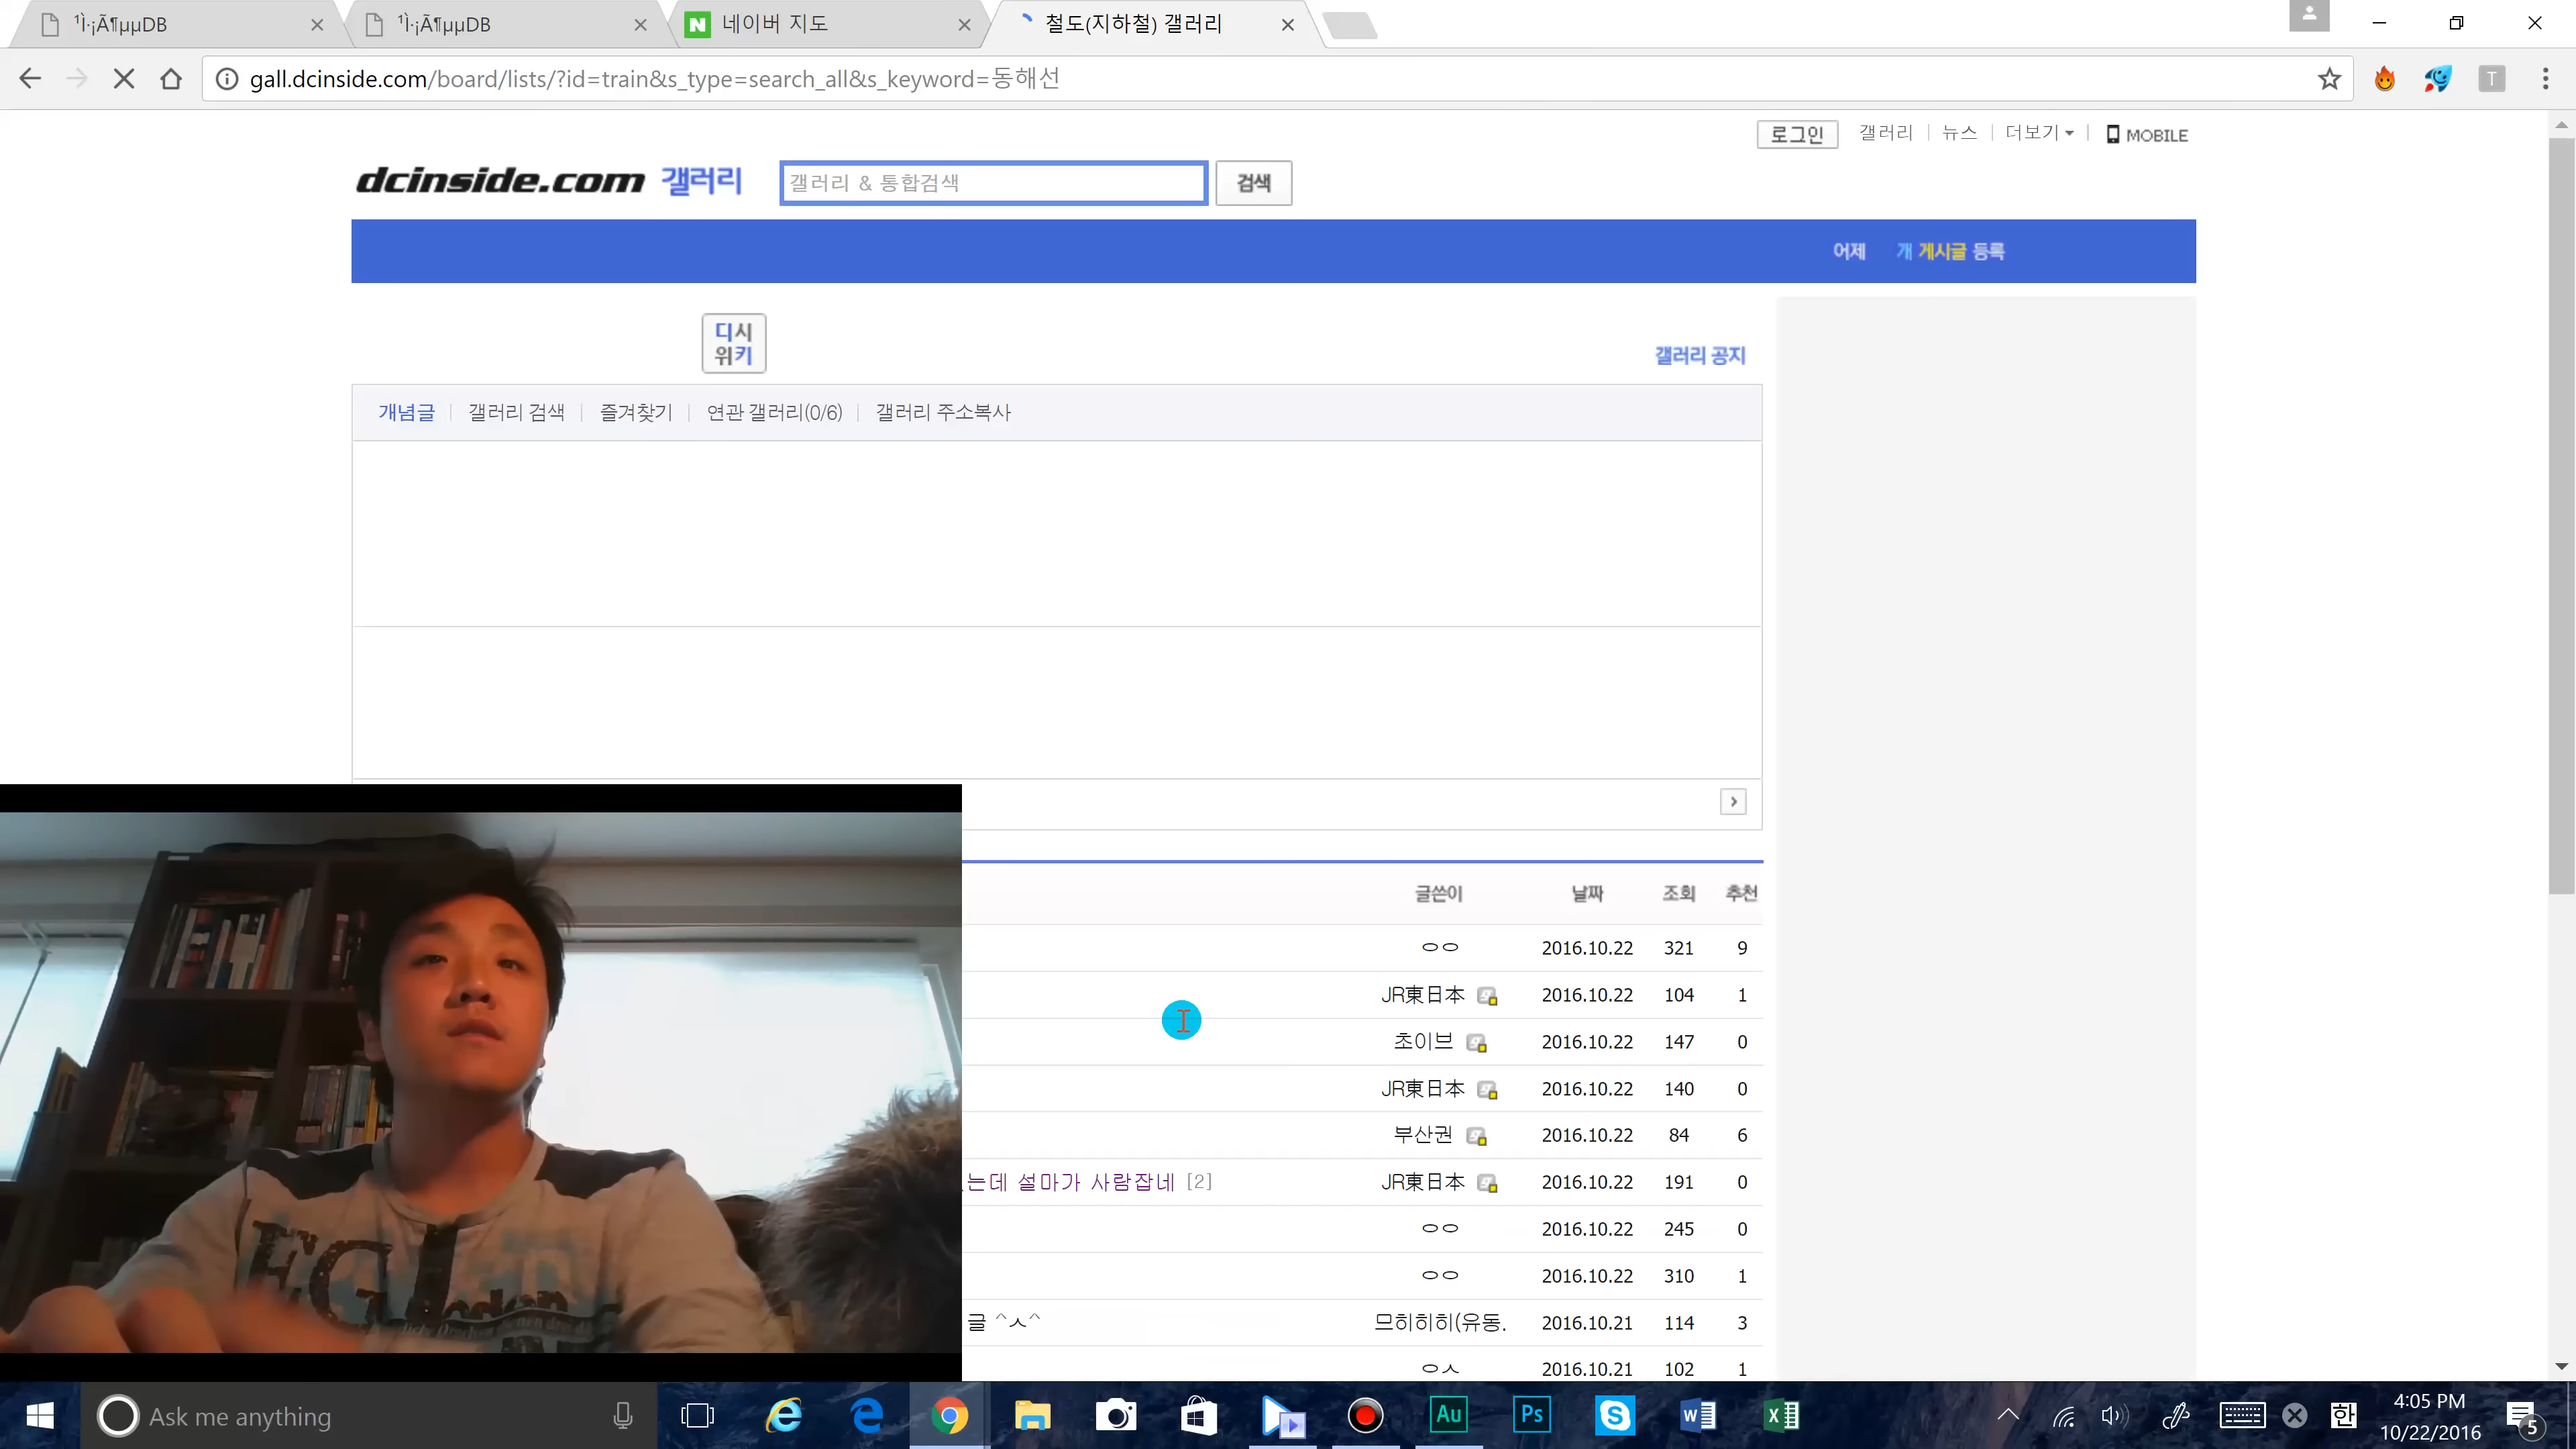 ¹Ì·¡Ã¶µµDB
¹Ì·¡Ã¶µµDB
네이버 지도
철도(지하철) 갤러리
gall.dcinside.com/board/lists/?id=train&s_type=search_all&s_keyword=동해선
T
로그인 갤러리 뉴스 더보기 MOBILE
dcinside.com 갤러리
갤러리 & 통합검색 검색
어제 개 게시글 등록
디시
위키
갤러리 공지
개념글 갤러리 검색 즐겨찾기 연관 갤러리(0/6) 갤러리 주소복사
글쓴이 날짜 조회 추천
ㅇㅇ 2016.10.22 321 9
JR東日本 2016.10.22 104 1
초이브 2016.10.22 147 0
JR東日本 2016.10.22 140 0
부산권 2016.10.22 84 6
는데 설마가 사람잡네 [2] JR東日本 2016.10.22 191 0
ㅇㅇ 2016.10.22 245 0
ㅇㅇ 2016.10.22 310 1
글 ^ㅅ^ 므히히히(유동. 2016.10.21 114 3
ㅇㅅ 2016.10.21 102 1
Ask me anything
Au
Ps
한
4:05 PM
10/22/2016
5